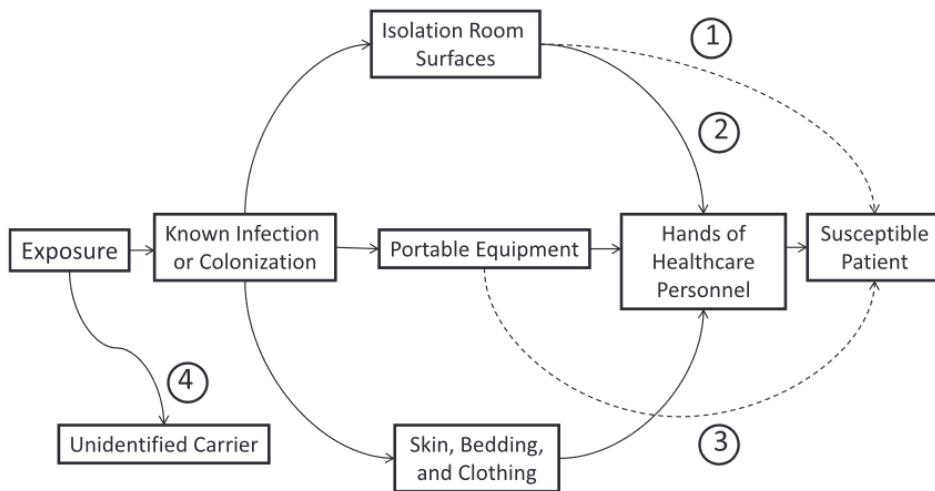 Isolation Room
Surfaces
1
2
Exposure
Known Infection
or Colonization
Portable Equipment
Hands of
Healthcare
Personnel
Susceptible
Patient
4
Unidentified Carrier
Skin, Bedding,
and Clothing
3